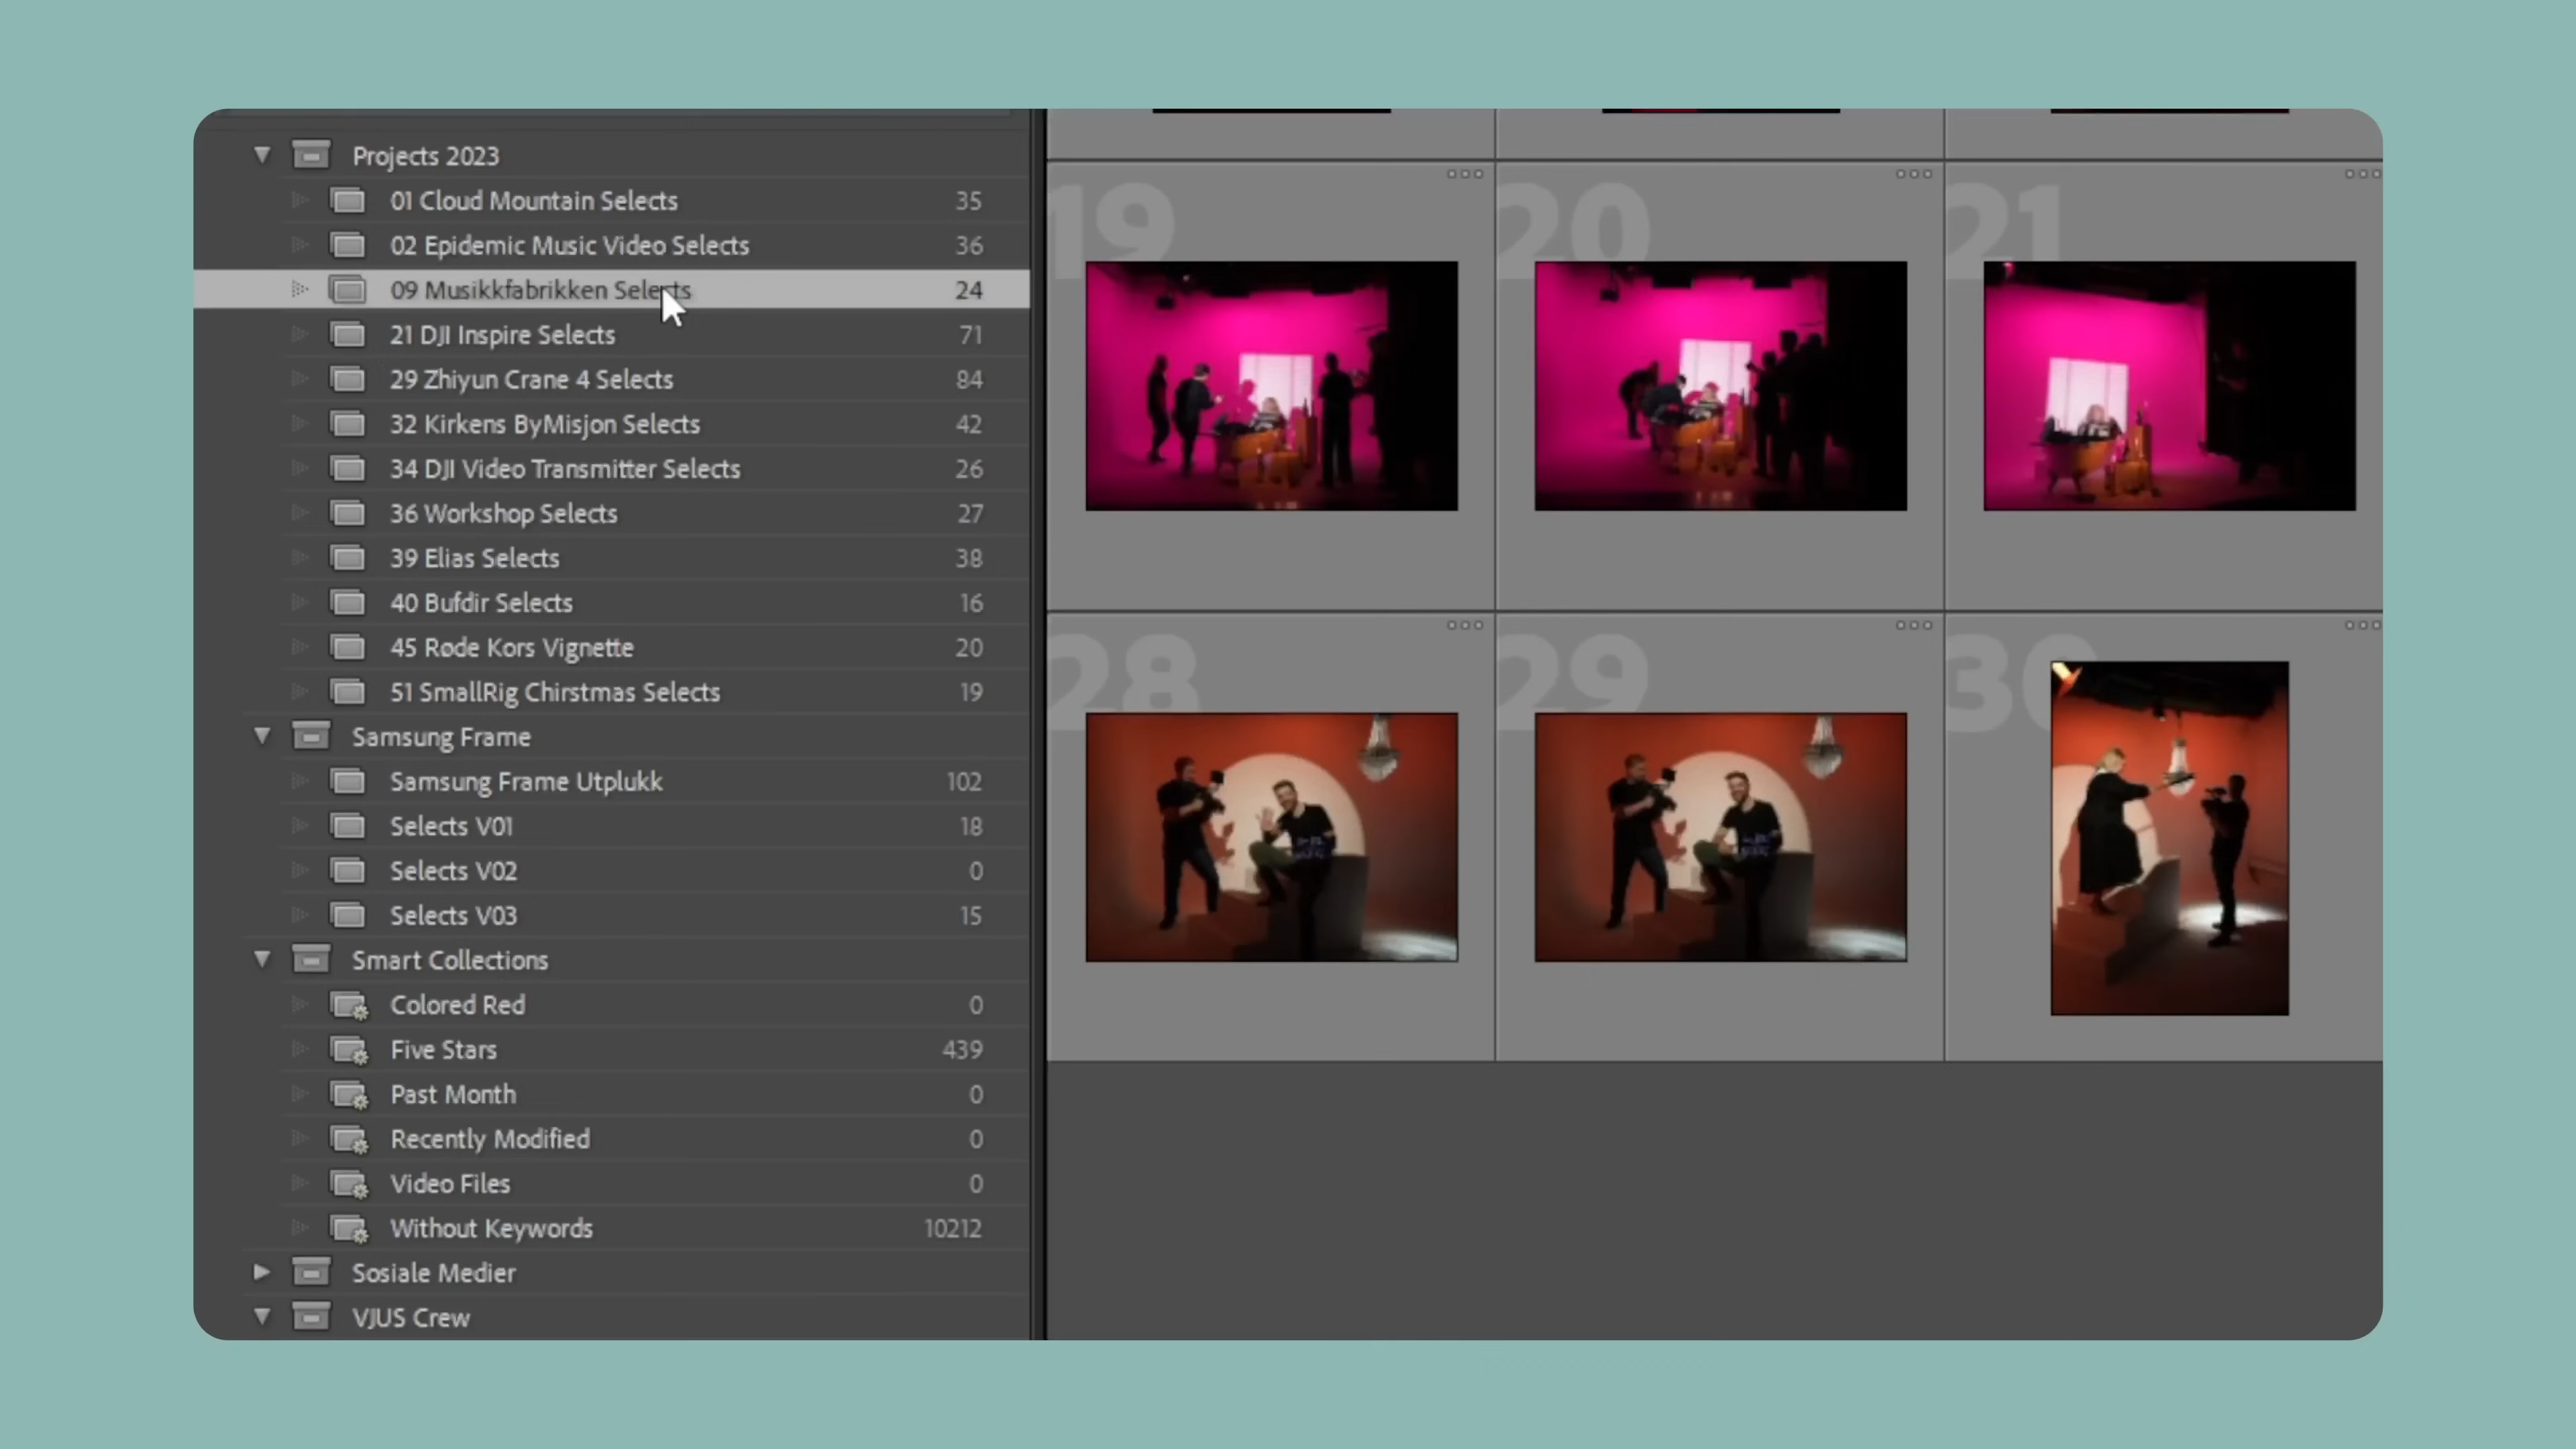 Projects 2023
01 Cloud Mountain Selects 35
02 Epidemic Music Video Selects 36
09 Musikkfabrikken Selects 24
21 DJI Inspire Selects 71
29 Zhiyun Crane 4 Selects 84
32 Kirkens ByMisjon Selects 42
34 DJI Video Transmitter Selects 26
36 Workshop Selects 27
39 Elias Selects 38
40 Bufdir Selects 16
45 Røde Kors Vignette 20
51 SmallRig Chirstmas Selects 19
Samsung Frame
Samsung Frame Utplukk 102
Selects V01 18
Selects V02 0
Selects V03 15
Smart Collections
Colored Red 0
Five Stars 439
Past Month 0
Recently Modified 0
Video Files 0
Without Keywords 10212
Sosiale Medier
VJUS Crew
19 20 21
28 29 30